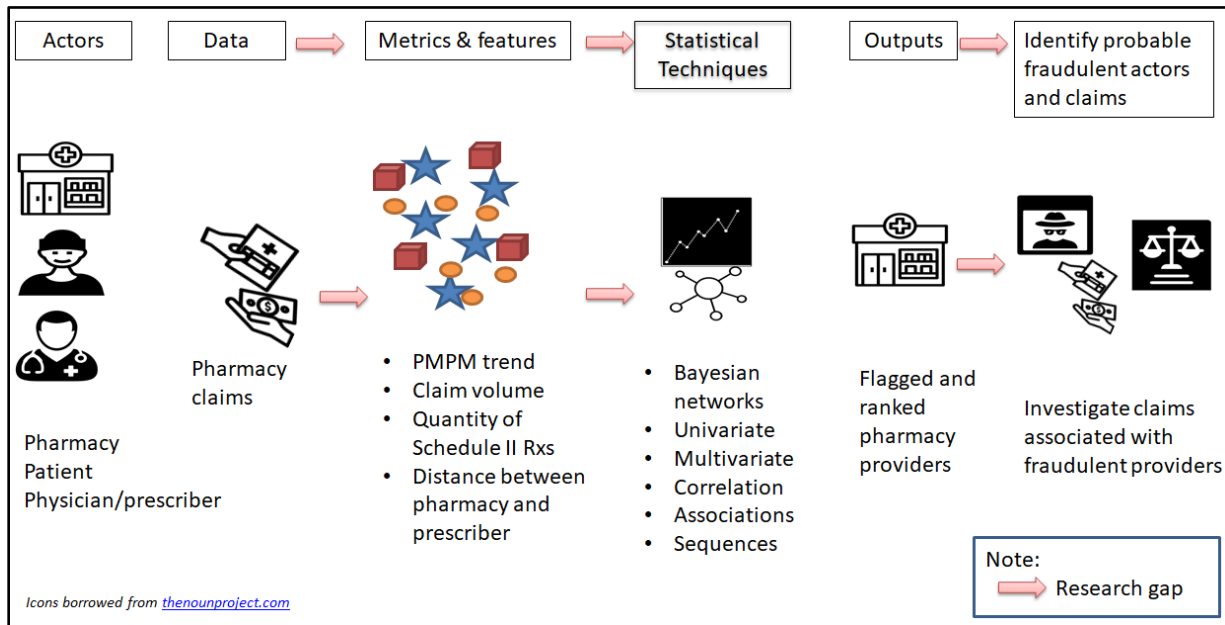 Actors
Data
Metrics & features
Statistical
Techniques
Outputs
Identify probable
fraudulent actors
and claims
Pharmacy
Patient
Physician/prescriber
Pharmacy
claims
• PMPM trend
• Claim volume
• Quantity of
Schedule II Rxs
• Distance between
pharmacy and
prescriber
• Bayesian
networks
• Univariate
• Multivariate
• Correlation
• Associations
• Sequences
Flagged and
ranked
pharmacy
providers
Investigate claims
associated with
fraudulent providers
Note:
Research gap
Icons borrowed from thenounproject.com